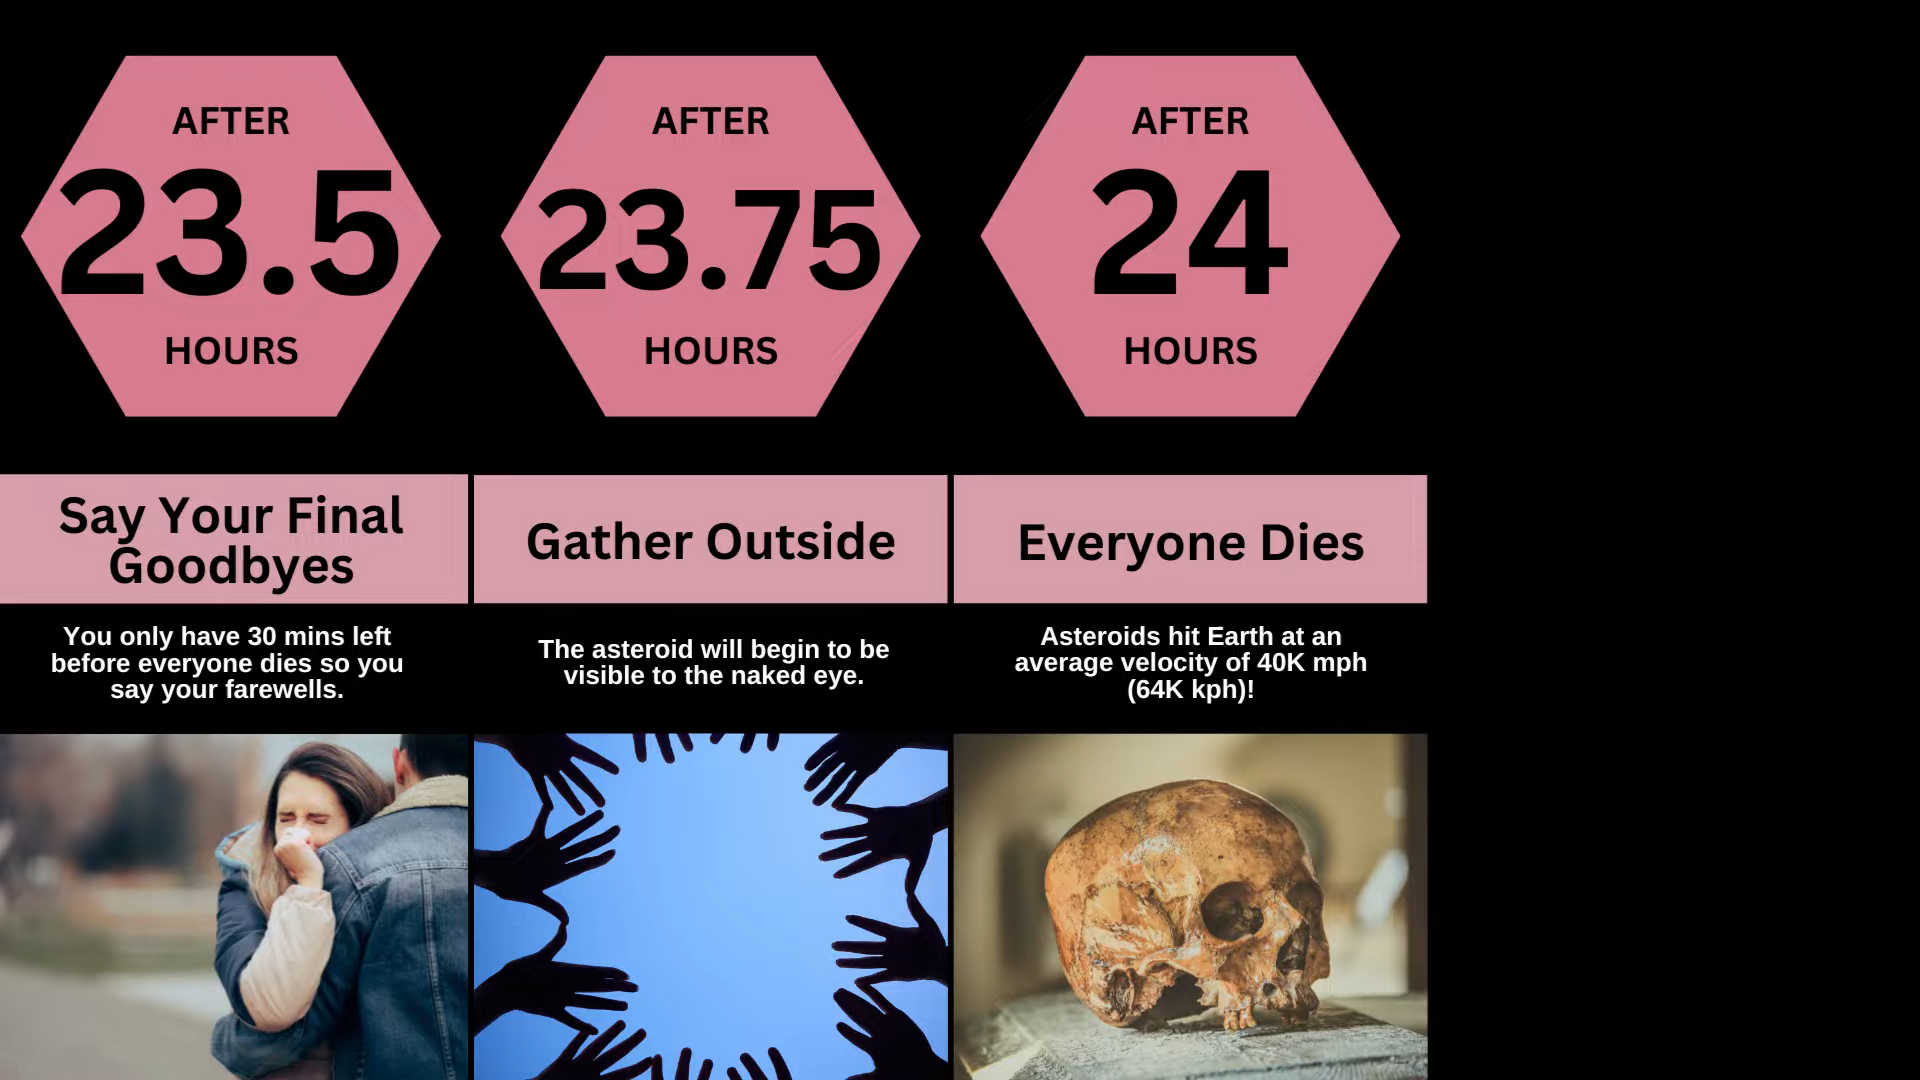 AFTER
23.5
HOURS
Say Your Final
Goodbyes
You only have 30 mins left
before everyone dies so you
say your farewells.
AFTER
23.75
HOURS
Gather Outside
The asteroid will begin to be
visible to the naked eye.
AFTER
24
HOURS
Everyone Dies
Asteroids hit Earth at an
average velocity of 40K mph
(64K kph)!